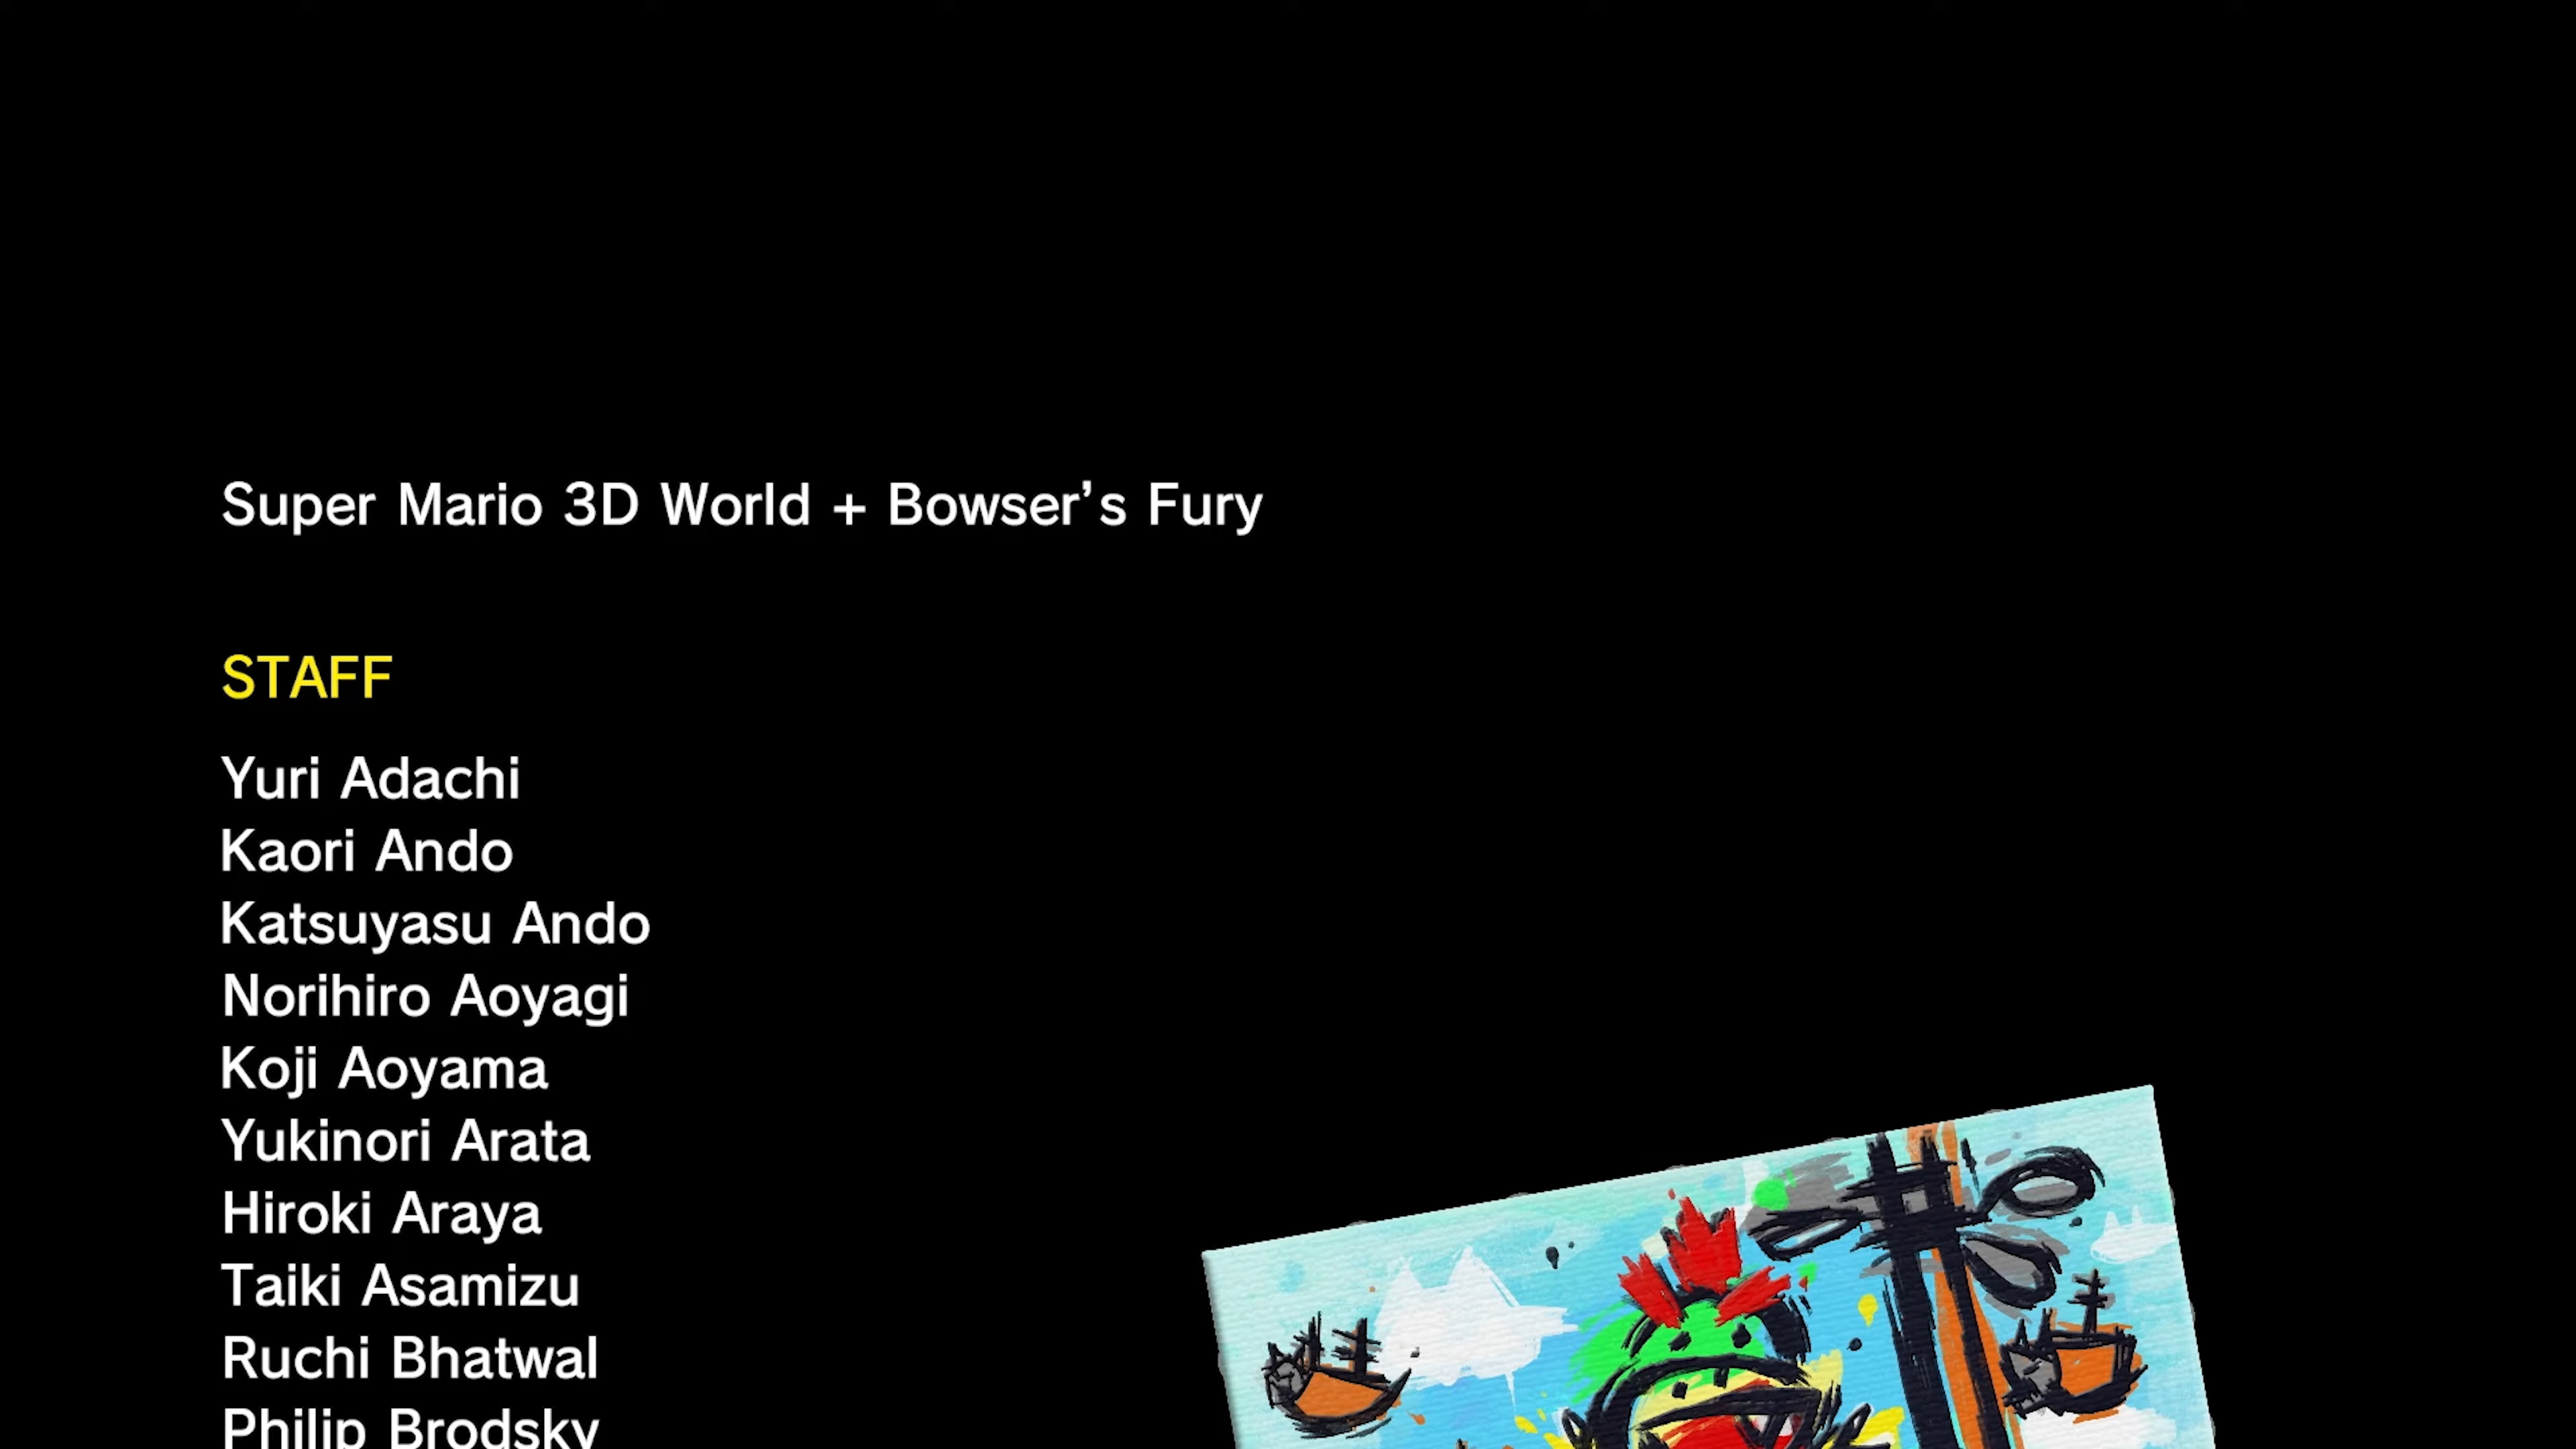 Super Mario 3D World + Bowser’s Fury
STAFF
Yuri Adachi
Kaori Ando
Katsuyasu Ando
Norihiro Aoyagi
Koji Aoyama
Yukinori Arata
Hiroki Araya
Taiki Asamizu
Ruchi Bhatwal
Philip Brodsky